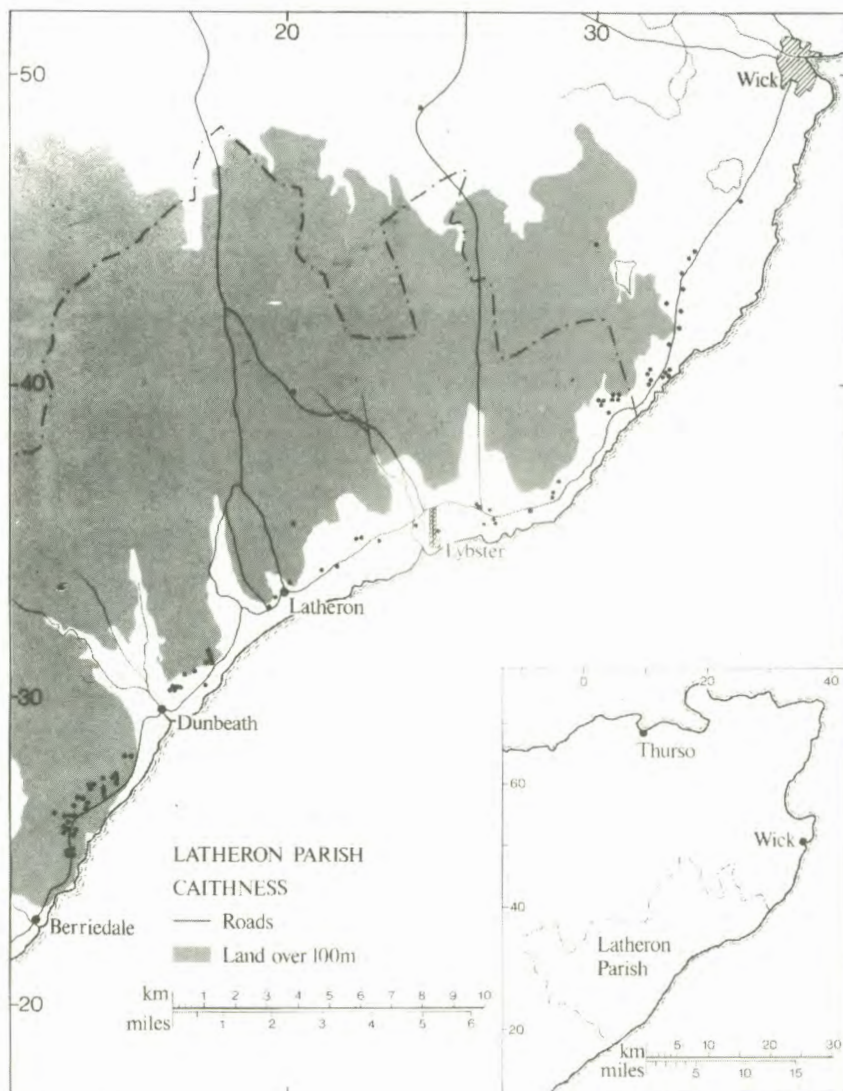 20
30
50
Wick
40
Lybster
Latheron
30
Dunbeath
Berriedale
20
LATHERON PARISH
CAITHNESS
Roads
Land over 100m
km 1 2 3 4 5 6 7 8 9 10
miles 1 2 3 4 5 6
0 20 40
Thurso
60
Wick
40
Latheron
Parish
20
km 5 10 20 30
miles 5 10 15